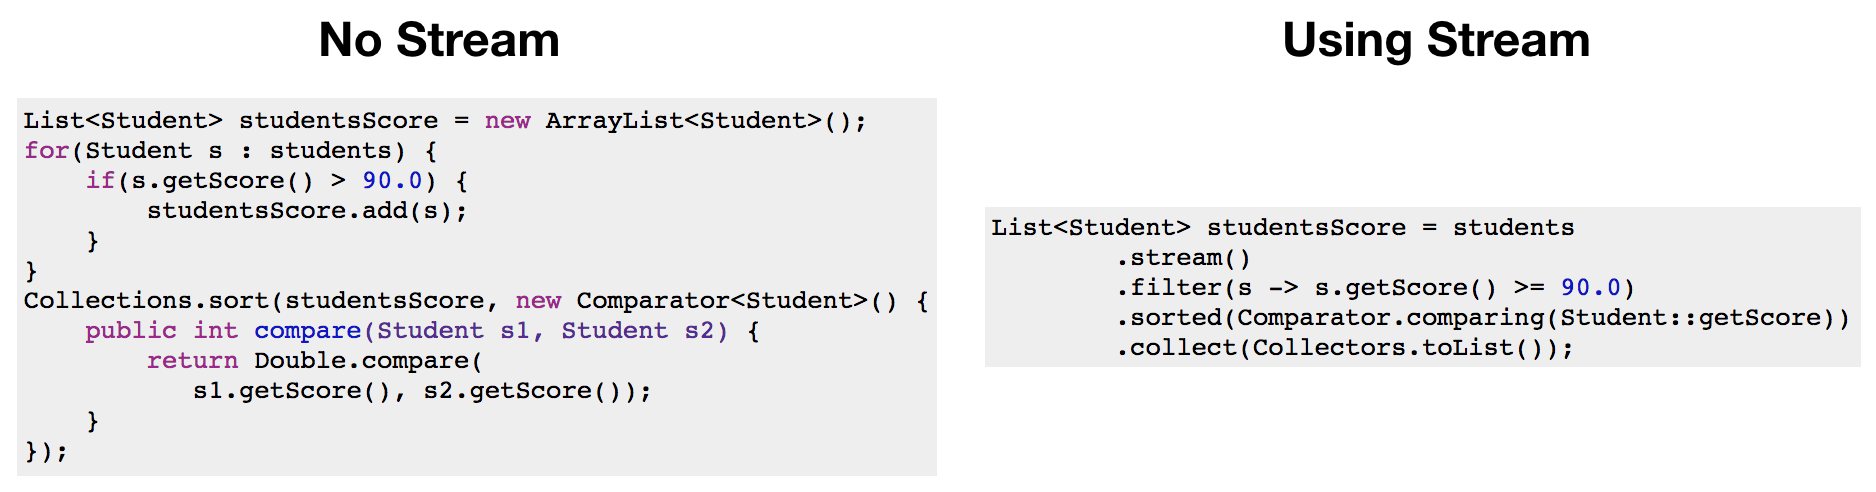 No Stream
List<Student> studentsScore = new ArrayList<Student>();
for(Student s : students) {
    if(s.getScore() > 90.0) {
        studentsScore.add(s);
    }
}
Collections.sort(studentsScore, new Comparator<Student>() {
    public int compare(Student s1, Student s2) {
        return Double.compare(
           s1.getScore(), s2.getScore());
    }
});
Using Stream
List<Student> studentsScore = students
        .stream()
        .filter(s -> s.getScore() >= 90.0)
        .sorted(Comparator.comparing(Student::getScore))
        .collect(Collectors.toList());